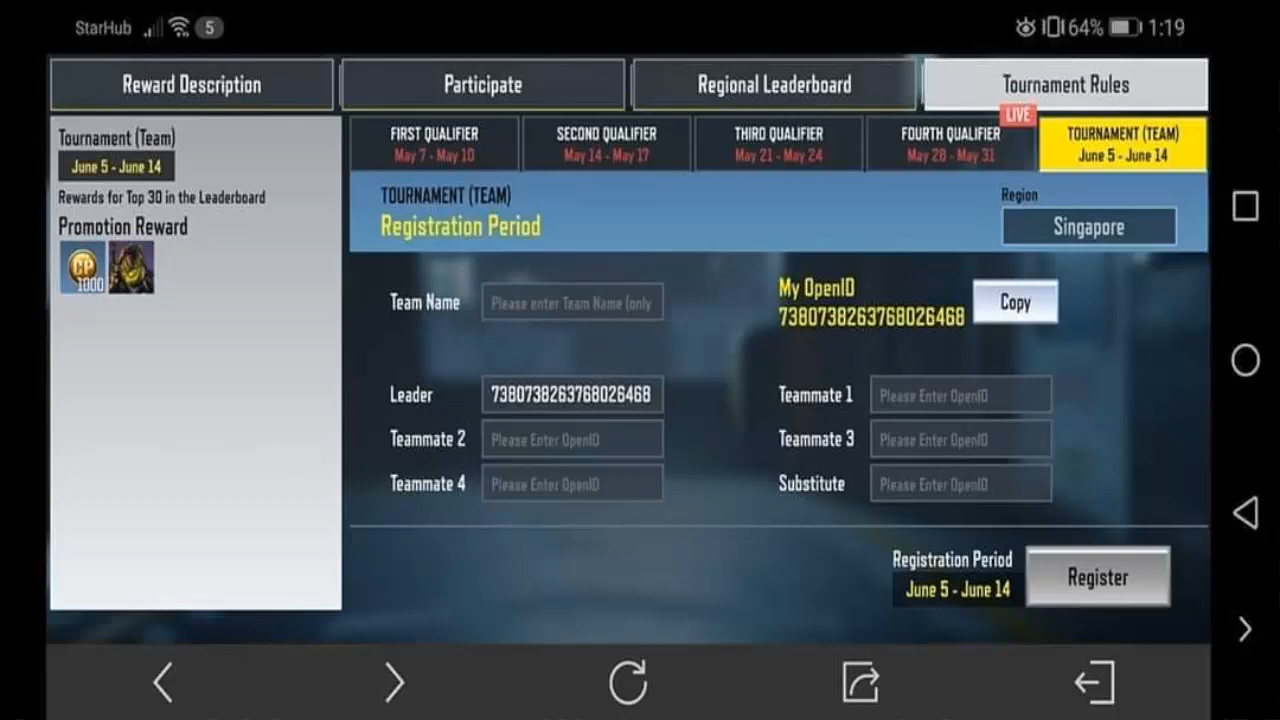 StarHub 5 64% 1:19
Reward Description
Participate
Regional Leaderboard
Tournament Rules
LIVE
Tournament (Team)
June 5 - June 14
Rewards for Top 30 in the Leaderboard
Promotion Reward
CP
1000
FIRST QUALIFIER
May 7 - May 10
SECOND QUALIFIER
May 14 - May 17
THIRD QUALIFIER
May 21 - May 24
FOURTH QUALIFIER
May 28 - May 31
TOURNAMENT (TEAM)
June 5 - June 14
TOURNAMENT (TEAM)
Registration Period
Region
Singapore
Team Name
Please enter Team Name (only
My OpenID
7380738263768026468
Copy
Leader
7380738263768026468
Teammate 1
Please Enter OpenID
Teammate 2
Please Enter OpenID
Teammate 3
Please Enter OpenID
Teammate 4
Please Enter OpenID
Substitute
Please Enter OpenID
Registration Period
June 5 - June 14
Register